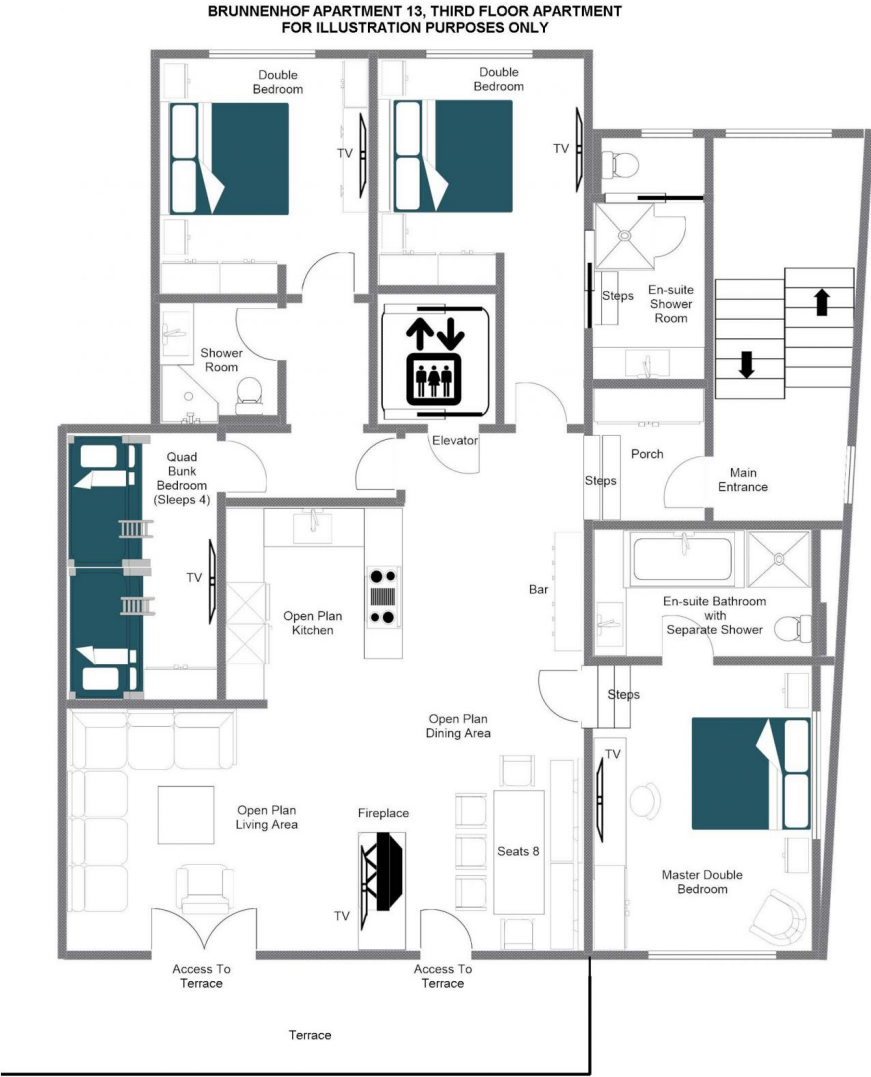 BRUNNENHOF APARTMENT 13, THIRD FLOOR APARTMENT
FOR ILLUSTRATION PURPOSES ONLY
Double
Bedroom
TV
Double
Bedroom
TV
Steps
En-suite
Shower
Room
Shower
Room
Elevator
Quad
Bunk
Bedroom
(Sleeps 4)
TV
Steps
Porch
Main
Entrance
Open Plan
Kitchen
Bar
En-suite Bathroom
with
Separate Shower
Steps
Open Plan
Dining Area
TV
Open Plan
Living Area
Fireplace
TV
Seats 8
Master Double
Bedroom
Access To
Terrace
Access To
Terrace
Terrace